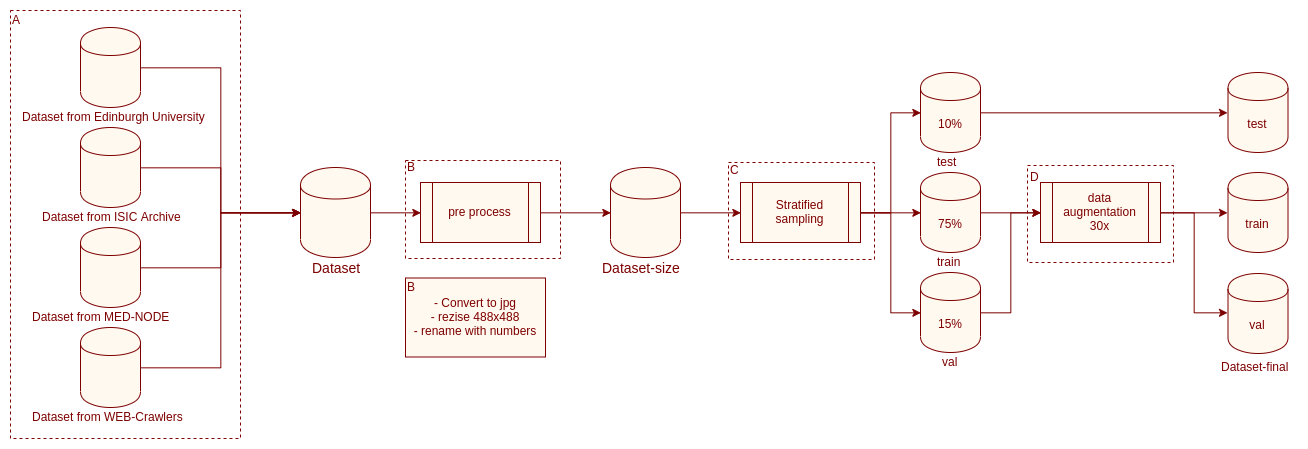 A
Dataset from Edinburgh University
Dataset from ISIC Archive
Dataset from MED-NODE
Dataset from WEB-Crawlers
Dataset
B
pre process
B
- Convert to jpg
- rezise 488x488
- rename with numbers
Dataset-size
C
Stratified
sampling
10%
test
75%
train
15%
val
D
data
augmentation
30x
test
train
val
Dataset-final